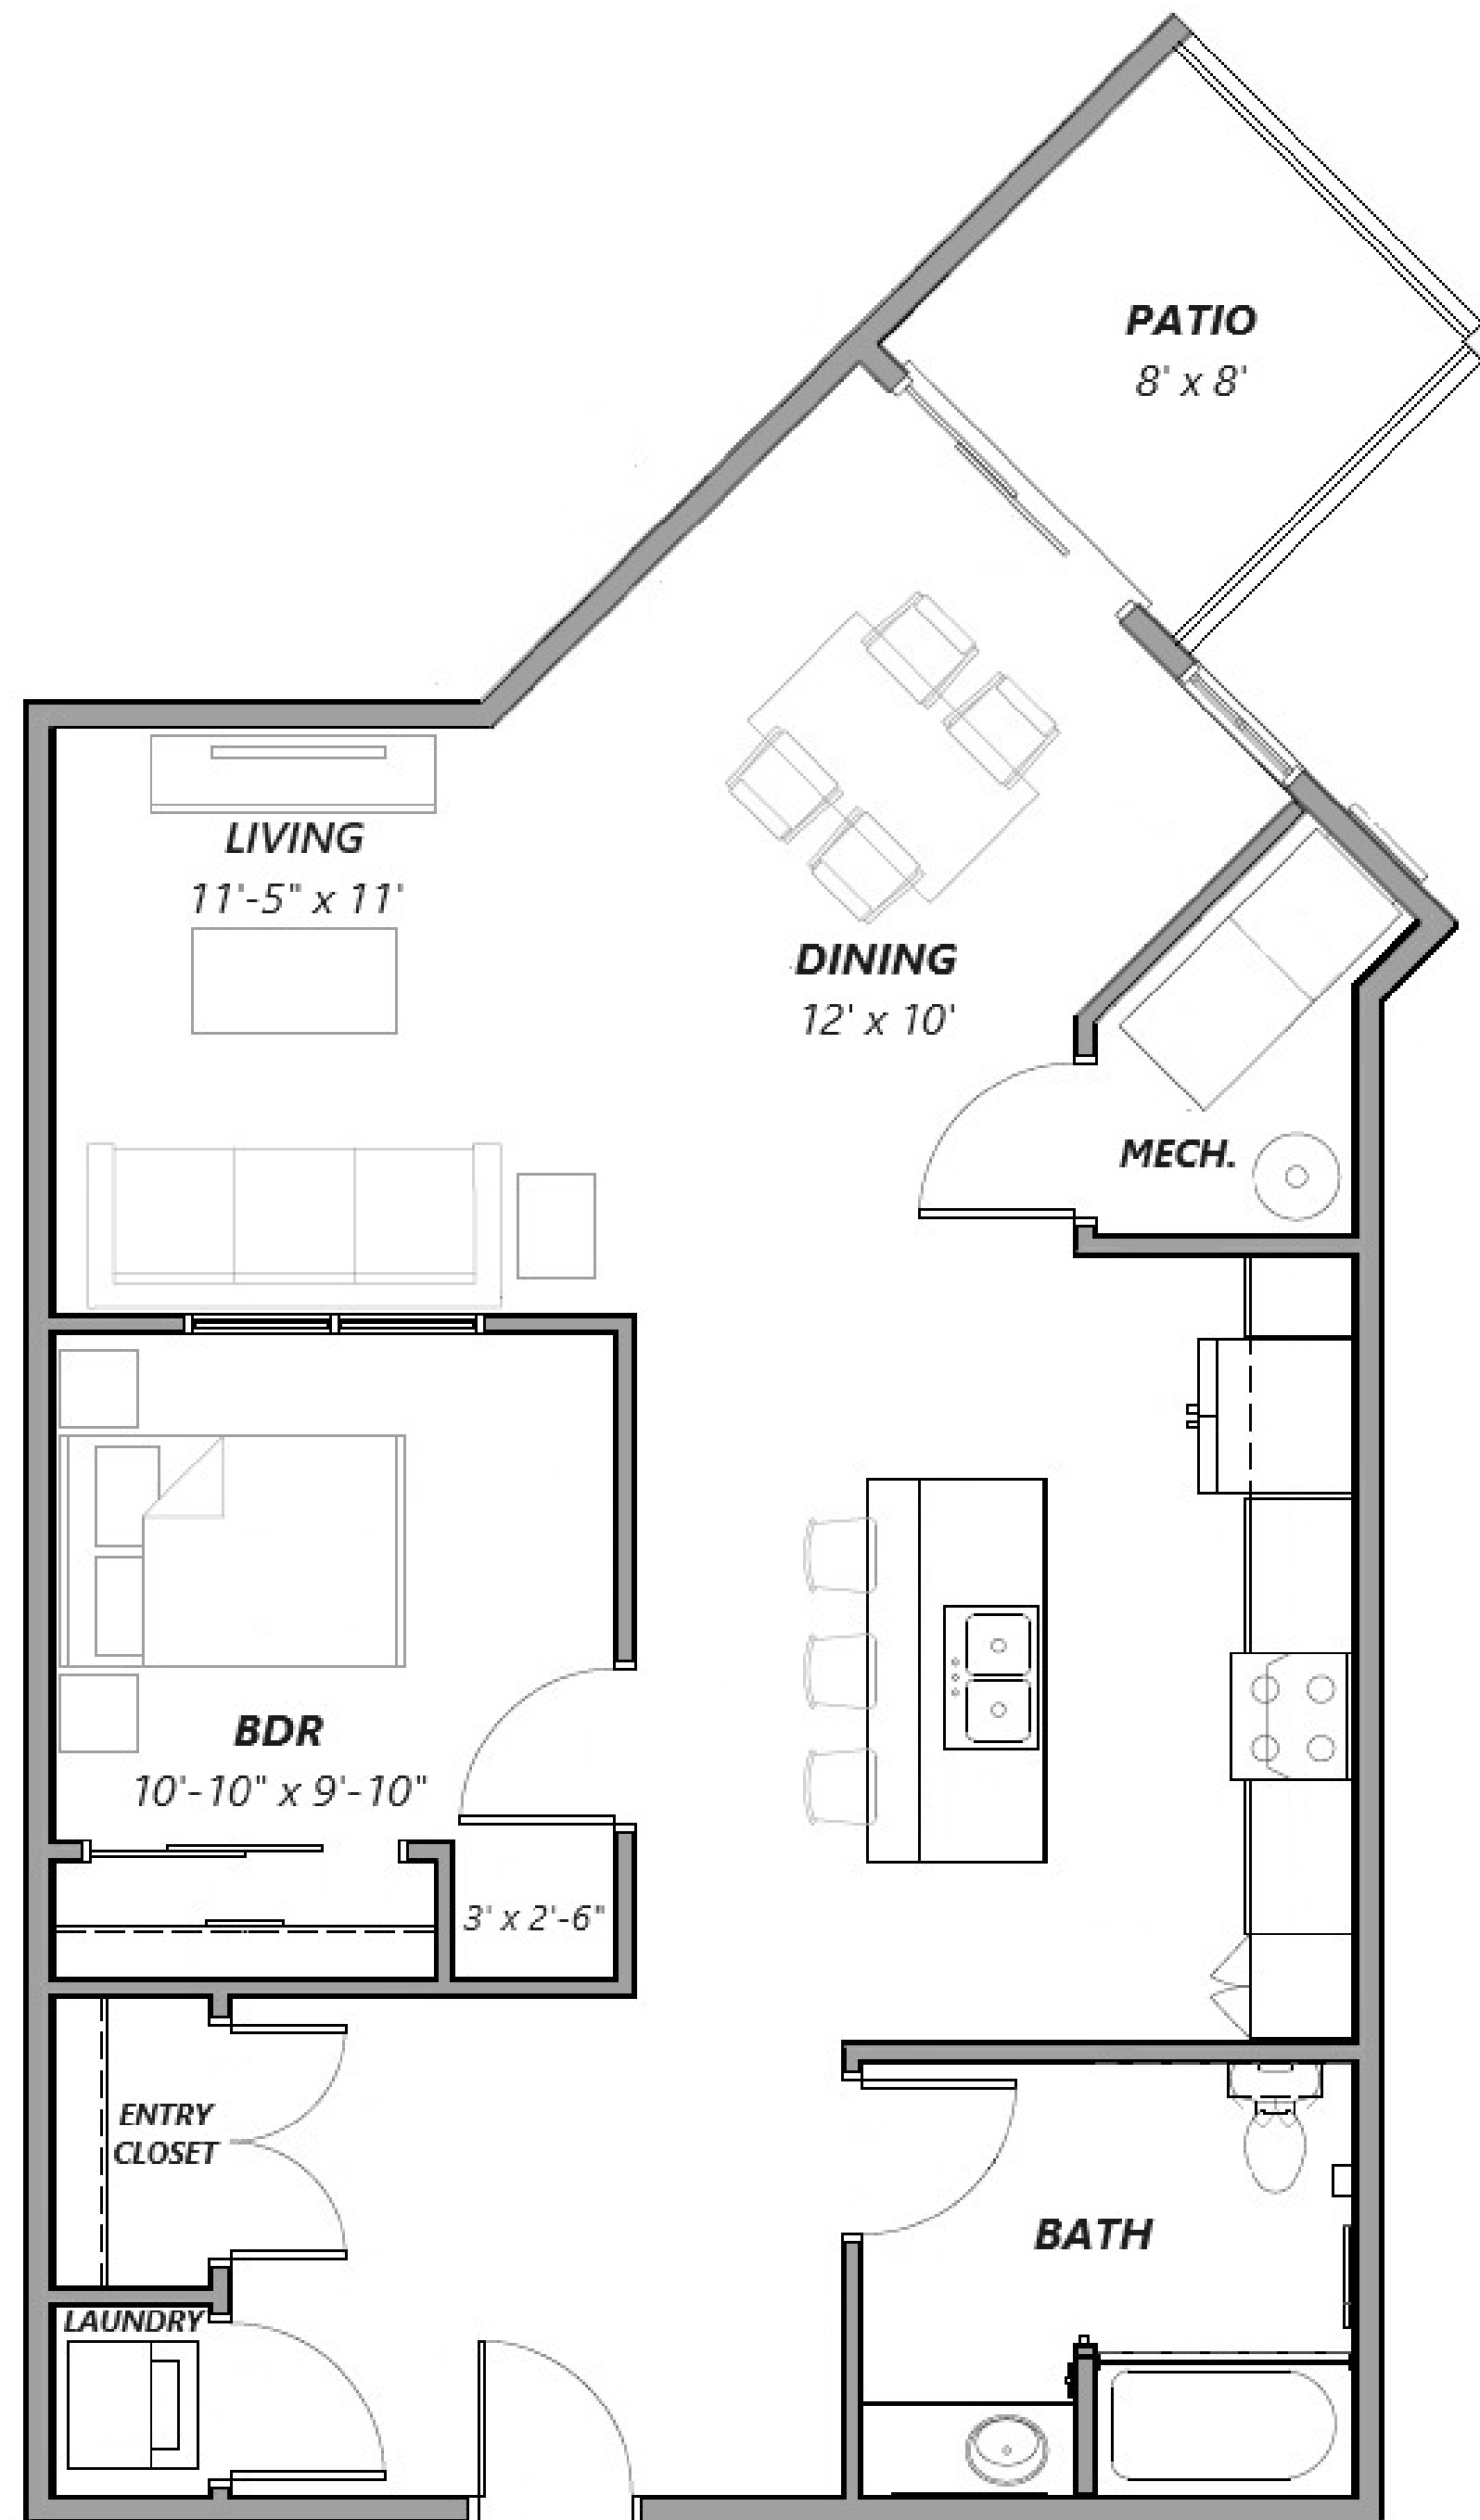 PATIO
8' x 8'
LIVING
11'-5" x 11'
DINING
12' x 10'
MECH.
BDR
10'-10" x 9'-10"
3' x 2'-6"
ENTRY
CLOSET
BATH
LAUNDRY